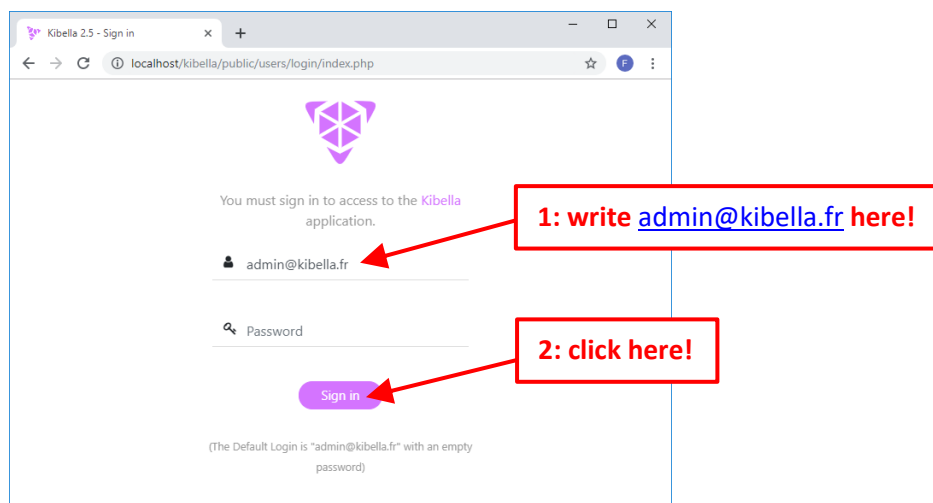 Kibella 2.5 - Sign in
localhost/kibella/public/users/login/index.php
F
You must sign in to access to the Kibella
application.
1: write admin@kibella.fr here!
admin@kibella.fr
Password
2: click here!
Sign in
(The Default Login is "admin@kibella.fr" with an empty
password)